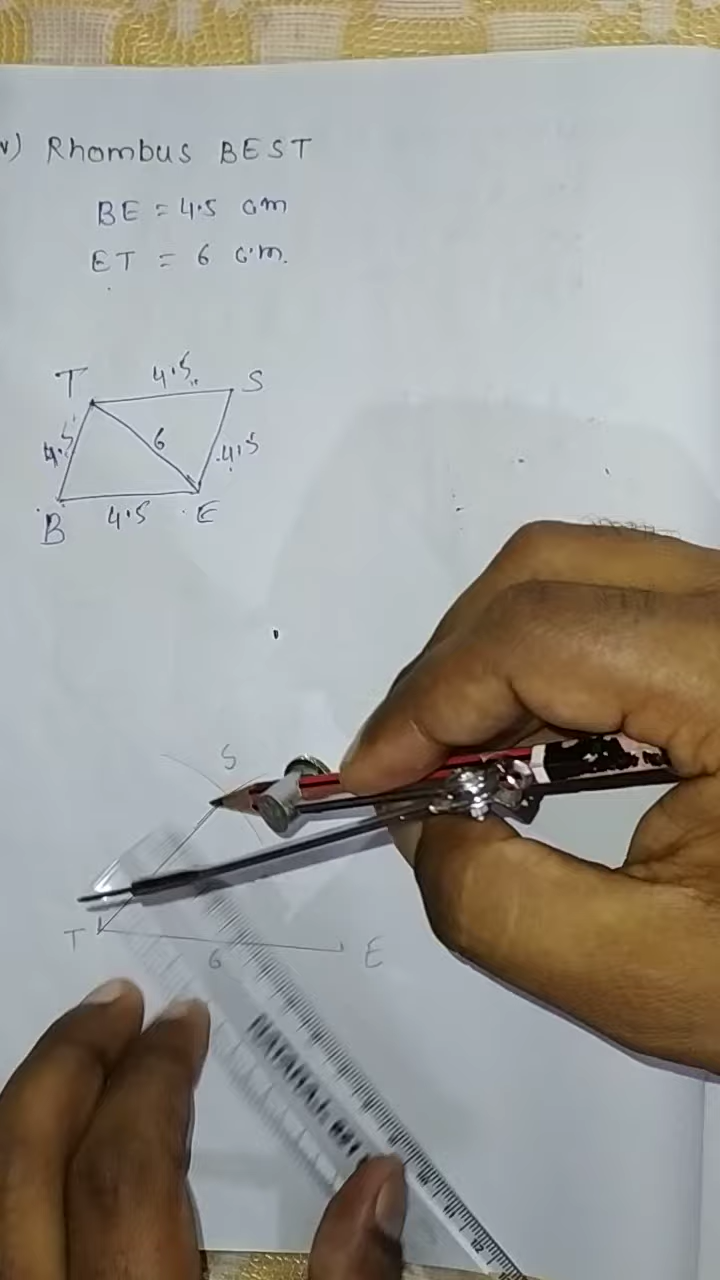 v) Rhombus BEST
BE = 4.5 cm
ET = 6 cm.
T 4.5 S
4.5 6 4.5
B 4.5 E
S
T 6 E